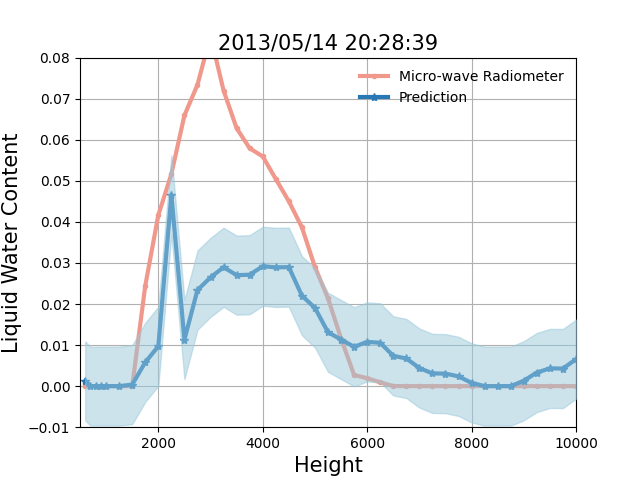 2013/05/14 20:28:39
Micro-wave Radiometer
Prediction
Liquid Water Content
0.08
0.07
0.06
0.05
0.04
0.03
0.02
0.01
0.00
−0.01
2000 4000 6000 8000 10000
Height